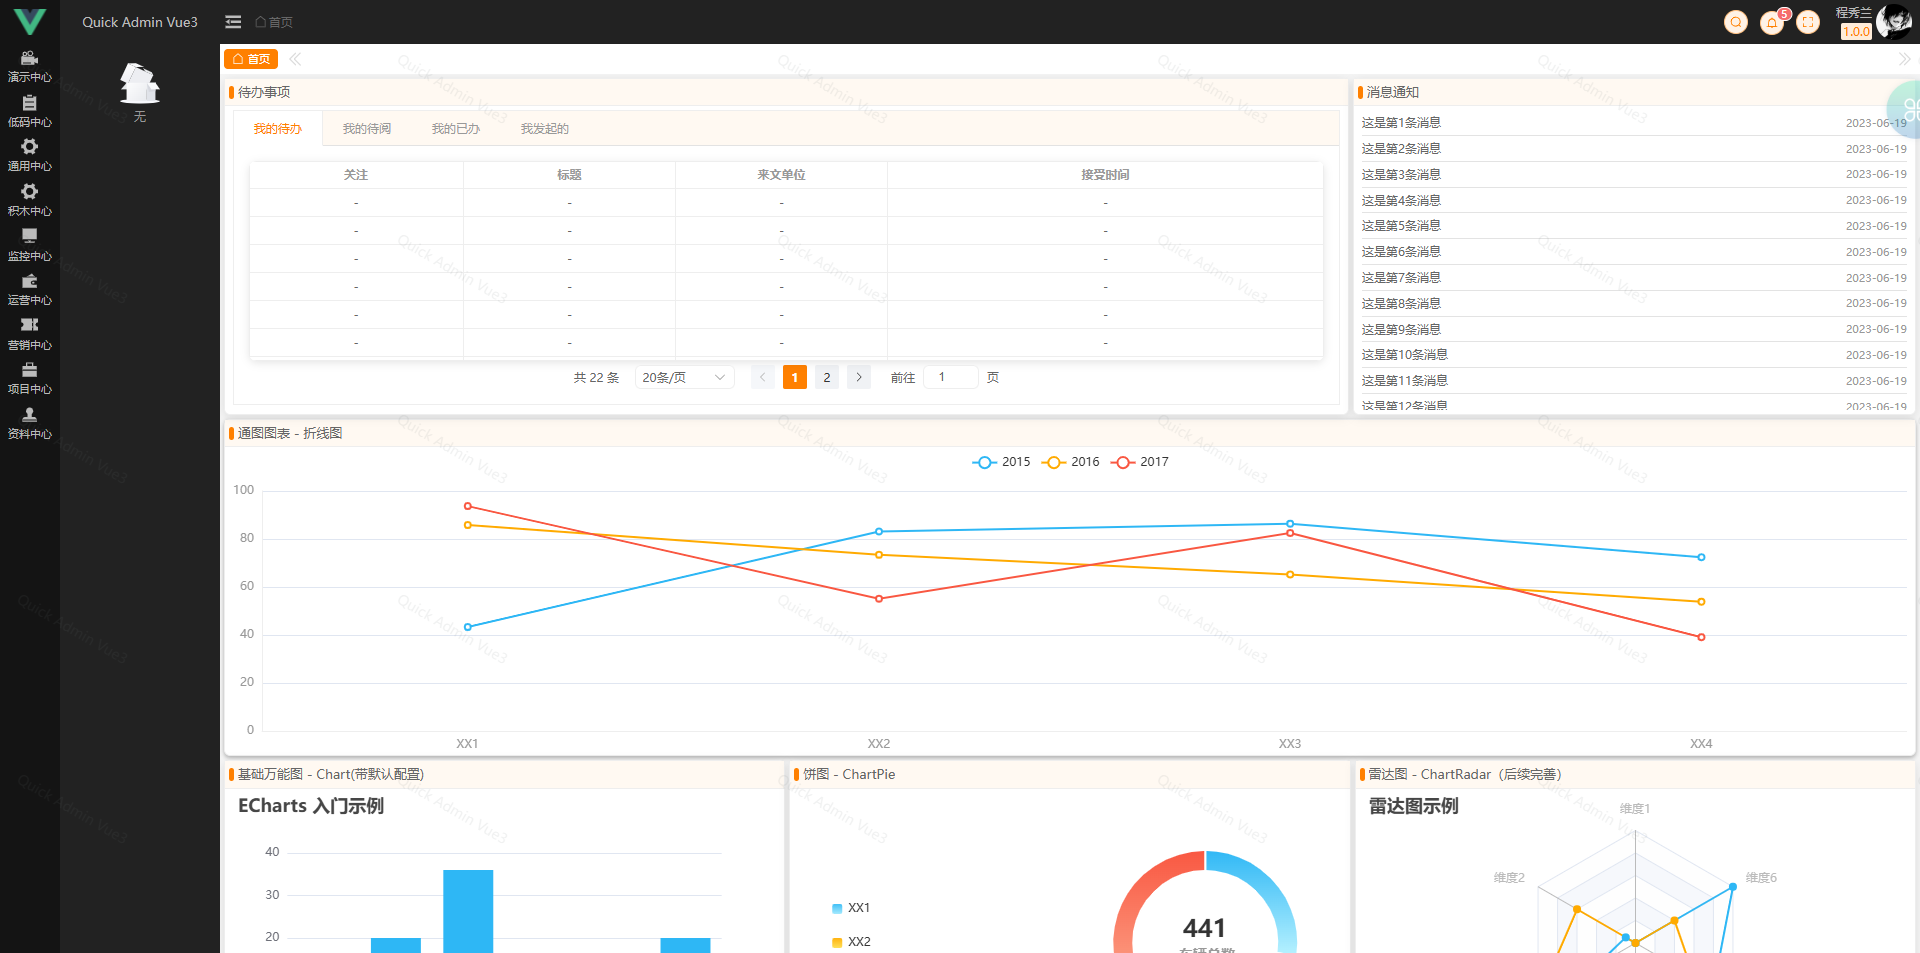 Quick Admin Vue3
首页
5
程秀兰
1.0.0
演示中心
低码中心
通用中心
积木中心
监控中心
运营中心
营销中心
项目中心
资料中心
无
首页
待办事项
我的待办 我的待阅 我的已办 我发起的
关注 标题 来文单位 接受时间
- - - -
- - - -
- - - -
- - - -
- - - -
- - - -
共 22 条 20条/页 1 2 前往 1 页
消息通知
这是第1条消息 2023-06-19
这是第2条消息 2023-06-19
这是第3条消息 2023-06-19
这是第4条消息 2023-06-19
这是第5条消息 2023-06-19
这是第6条消息 2023-06-19
这是第7条消息 2023-06-19
这是第8条消息 2023-06-19
这是第9条消息 2023-06-19
这是第10条消息 2023-06-19
这是第11条消息 2023-06-19
这是第12条消息 2023-06-19
通图图表 - 折线图
2015 2016 2017
100
80
60
40
20
0
XX1 XX2 XX3 XX4
基础万能图 - Chart(带默认配置)
ECharts 入门示例
40
30
20
饼图 - ChartPie
XX1
XX2
441
车辆总数
雷达图 - ChartRadar（后续完善）
雷达图示例
维度1
维度2
维度6
Quick Admin Vue3